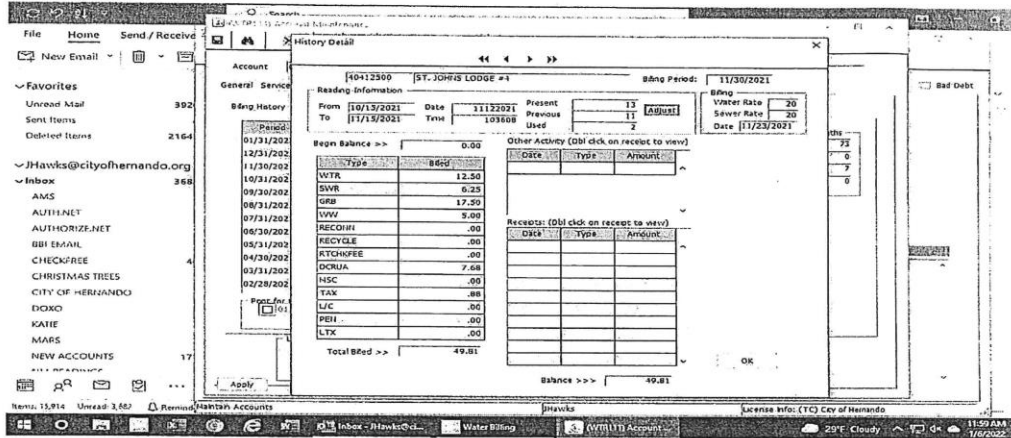 Search
(WTRLT1) Account Maintenance
File Home Send / Receive
New Email
Account
General Service
Billing History
Period
01/31/202
12/31/202
11/30/202
10/31/202
09/30/202
08/31/202
07/31/202
06/30/202
05/31/202
04/30/202
03/31/202
02/28/202
Apply
Favorites
Unread Mail 392
Sent Items
Deleted Items 2164
JHawks@cityofhernando.org
Inbox 368
AMS
AUTH.NET
AUTHORIZE.NET
BBI EMAIL
CHECKFREE 4
CHRISTMAS TREES
CITY OF HERNANDO
DOXO
KATIE
MARS
NEW ACCOUNTS 17
Items: 15,914 Unread: 3,682 Remind
History Detail
40412500 ST. JOHNS LODGE #4 Billing Period: 11/30/2021
Reading Information
From 10/15/2021 Date 11122021 Present 13 Adjust
To 11/15/2021 Time 103608 Previous 11
Used 2
Billing
Water Rate 20
Sewer Rate 20
Date 11/23/2021
Begin Balance >> 0.00
Type Billed
WTR 12.50
SWR 6.25
GRB 17.50
WW 5.00
RECONN .00
RECYCLE .00
RTCHKFEE .00
DCRUA 7.68
NSC .00
TAX .88
L/C .00
PEN .00
LTX .00
Total Billed >> 49.81
Other Activity (Dbl click on receipt to view)
Date Type Amount
Receipts: (Dbl click on receipt to view)
Date Type Amount
Balance >>> 49.81
OK
73
0
7
0
Bad Debt
Maintain Accounts JHawks License Info: (TC) City of Hernando
Inbox - JHawks@ci... Water Billing (WTRLT1) Account... 29°F Cloudy 11:59 AM
1/6/2022